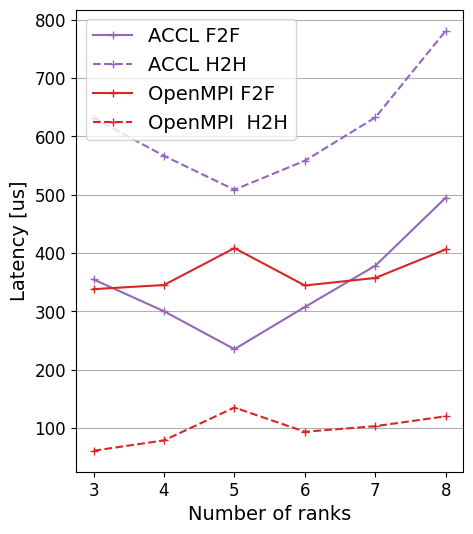 800
700
600
500
400
300
200
100
Latency [us]
ACCL F2F
ACCL H2H
OpenMPI F2F
OpenMPI  H2H
3 4 5 6 7 8
Number of ranks